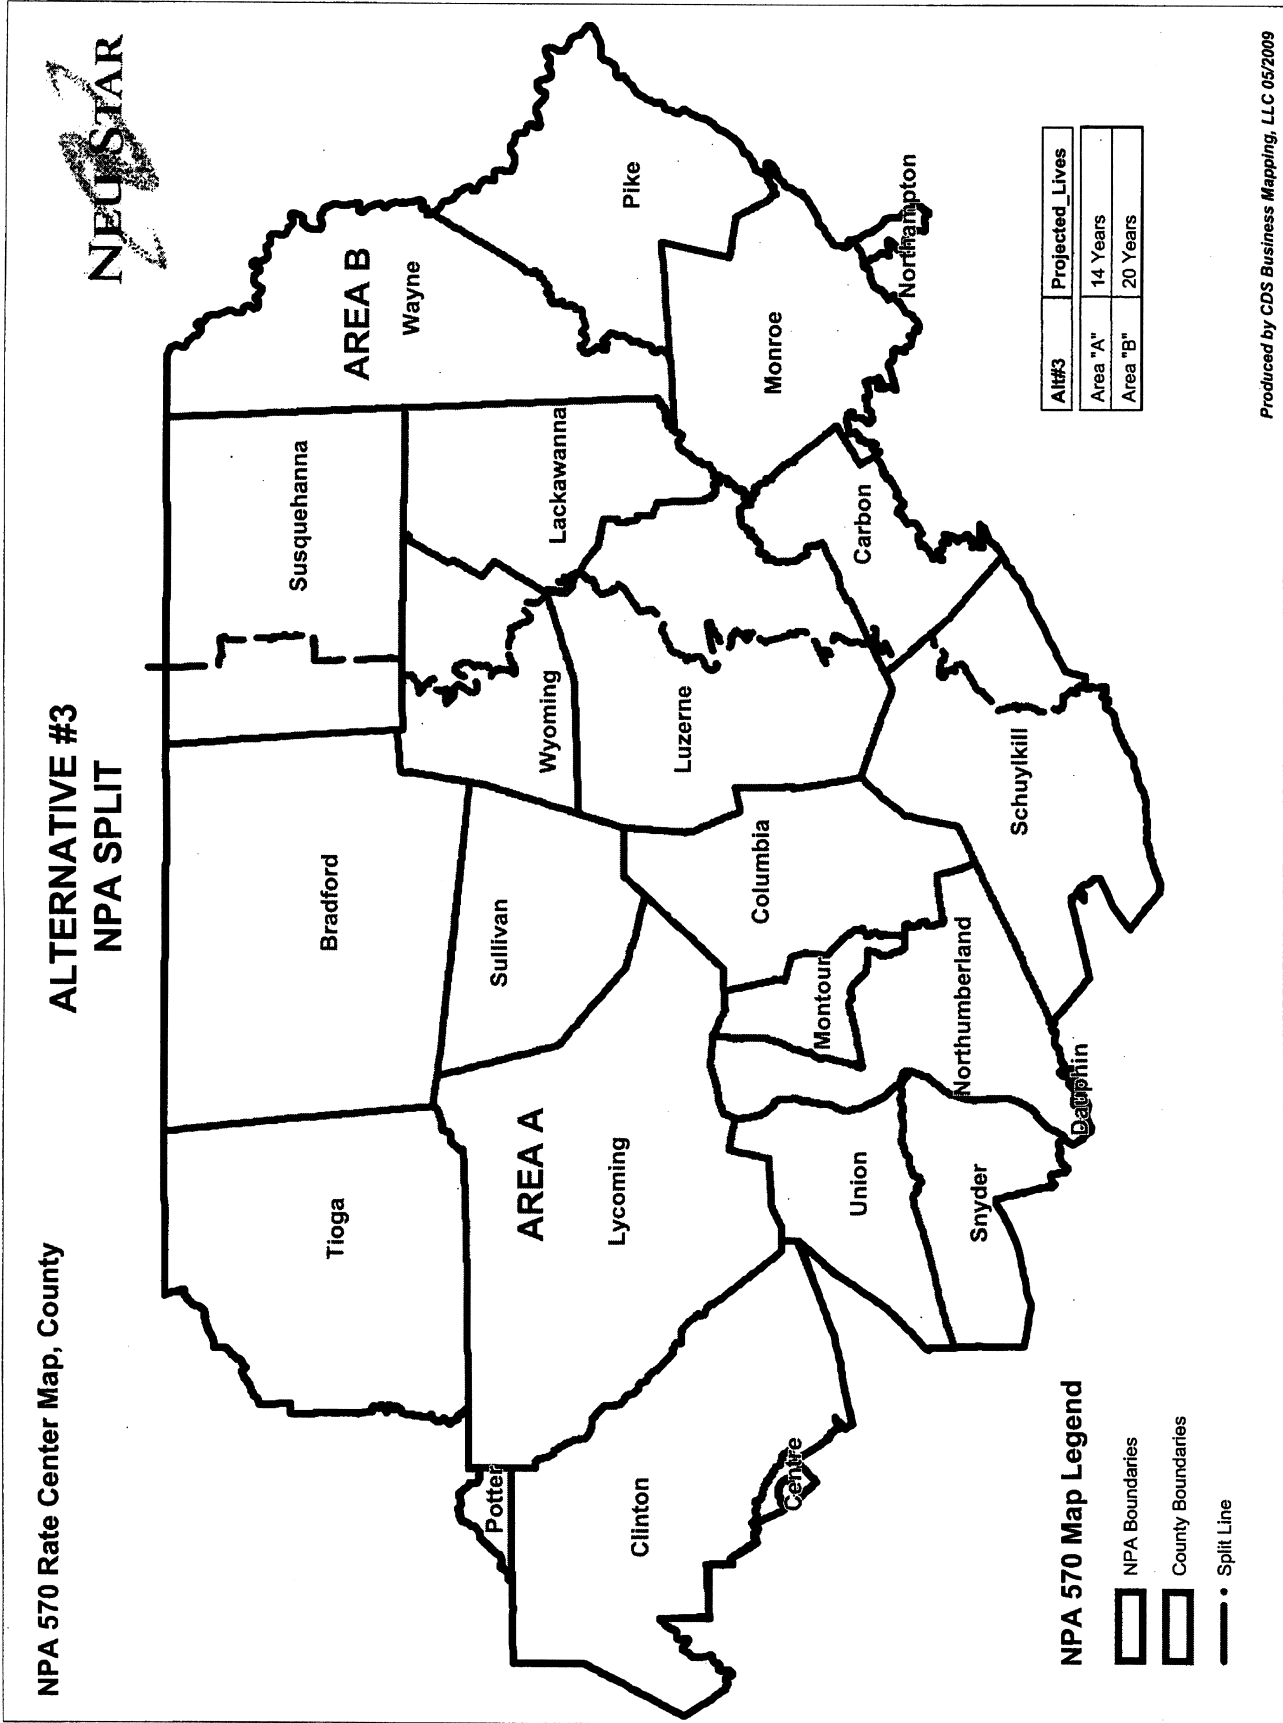 NPA 570 Rate Center Map, County
ALTERNATIVE #3
NPA SPLIT
NEUSTAR
Tioga
Bradford
Susquehanna
AREA B
Wayne
Pike
Potter
AREA A
Sullivan
Wyoming
Lackawanna
Clinton
Lycoming
Luzerne
Monroe
Centre
Union
Montour
Columbia
Carbon
Northampton
Snyder
Northumberland
Schuylkill
Dauphin
NPA 570 Map Legend
NPA Boundaries
County Boundaries
Split Line
Alt#3 Projected_Lives
Area "A" 14 Years
Area "B" 20 Years
Produced by CDS Business Mapping, LLC 05/2009